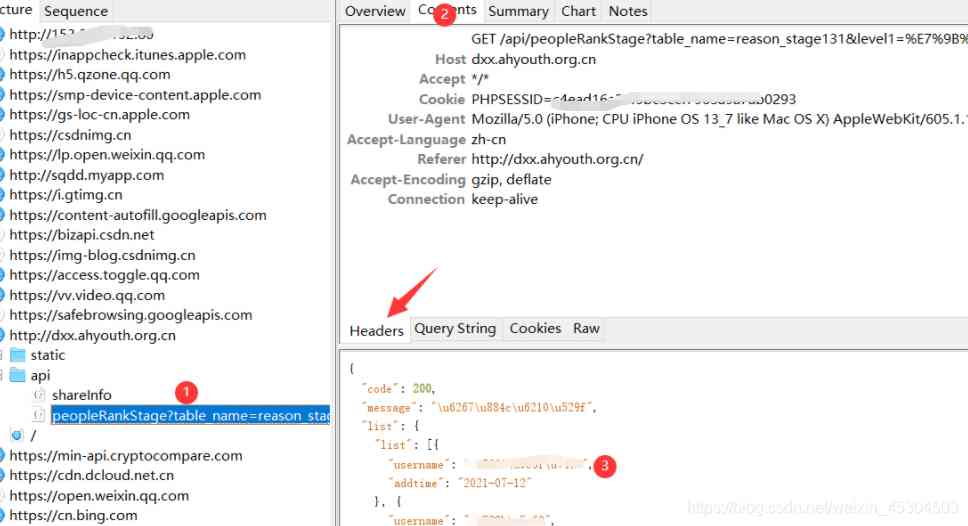 cture Sequence
http://
inappcheck.itunes.apple.com
https://h5.qzone.qq.com
https://smp-device-content.apple.com
https://gs-loc-cn.apple.com
https://csdnimg.cn
https://lp.open.weixin.qq.com
http://sqdd.myapp.com
https://i.gtimg.cn
https://content-autofill.googleapis.com
https://bizapi.csdn.net
https://img-blog.csdnimg.cn
https://access.toggle.qq.com
https://vv.video.qq.com
https://safebrowsing.googleapis.com
http://dxx.ahyouth.org.cn
static
api
shareInfo
1
peopleRankStage?table_name=reason_stag
/
https://min-api.cryptocompare.com
https://cdn.dcloud.net.cn
https://open.weixin.qq.com
https://cn.bing.com
Overview Summary Chart Notes
2
GET /api/peopleRankStage?table_name=reason_stage131&level1=%E7%9B%
Host dxx.ahyouth.org.cn
Accept */*
Cookie PHPSESSID=
User-Agent Mozilla/5.0 (iPhone; CPU iPhone OS 13_7 like Mac OS X) AppleWebKit/605.1.1
Accept-Language zh-cn
Referer http://dxx.ahyouth.org.cn/
Accept-Encoding gzip, deflate
Connection keep-alive
Headers Query String Cookies Raw
{
"code": 200,
"message": "\u6267\u884c\u6210\u529f",
"list": {
"list": [{
"username":
3
"addtime": "2021-07-12"
}, {
"username":
https://blog.csdn.net/weixin_45304503